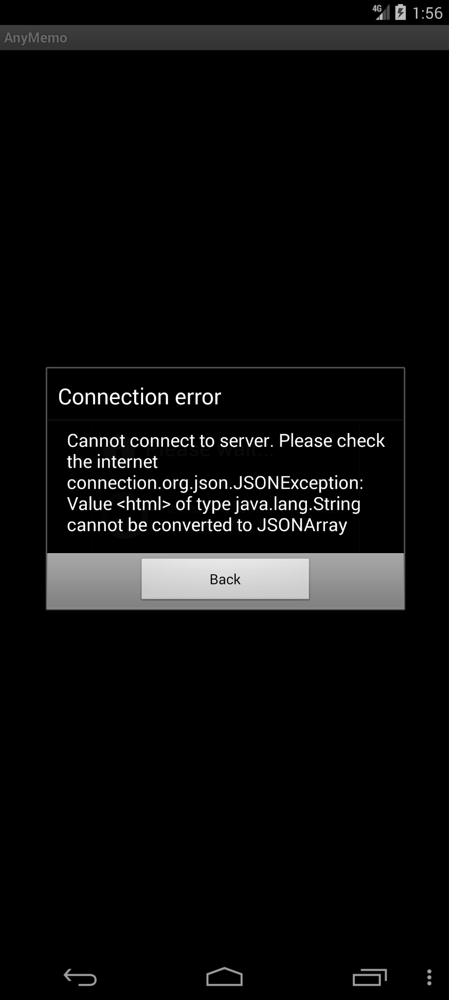 4G 1:56
AnyMemo
Connection error
Cannot connect to server. Please check
the internet
connection.org.json.JSONException:
Value <html> of type java.lang.String
cannot be converted to JSONArray
Please wait...
Back